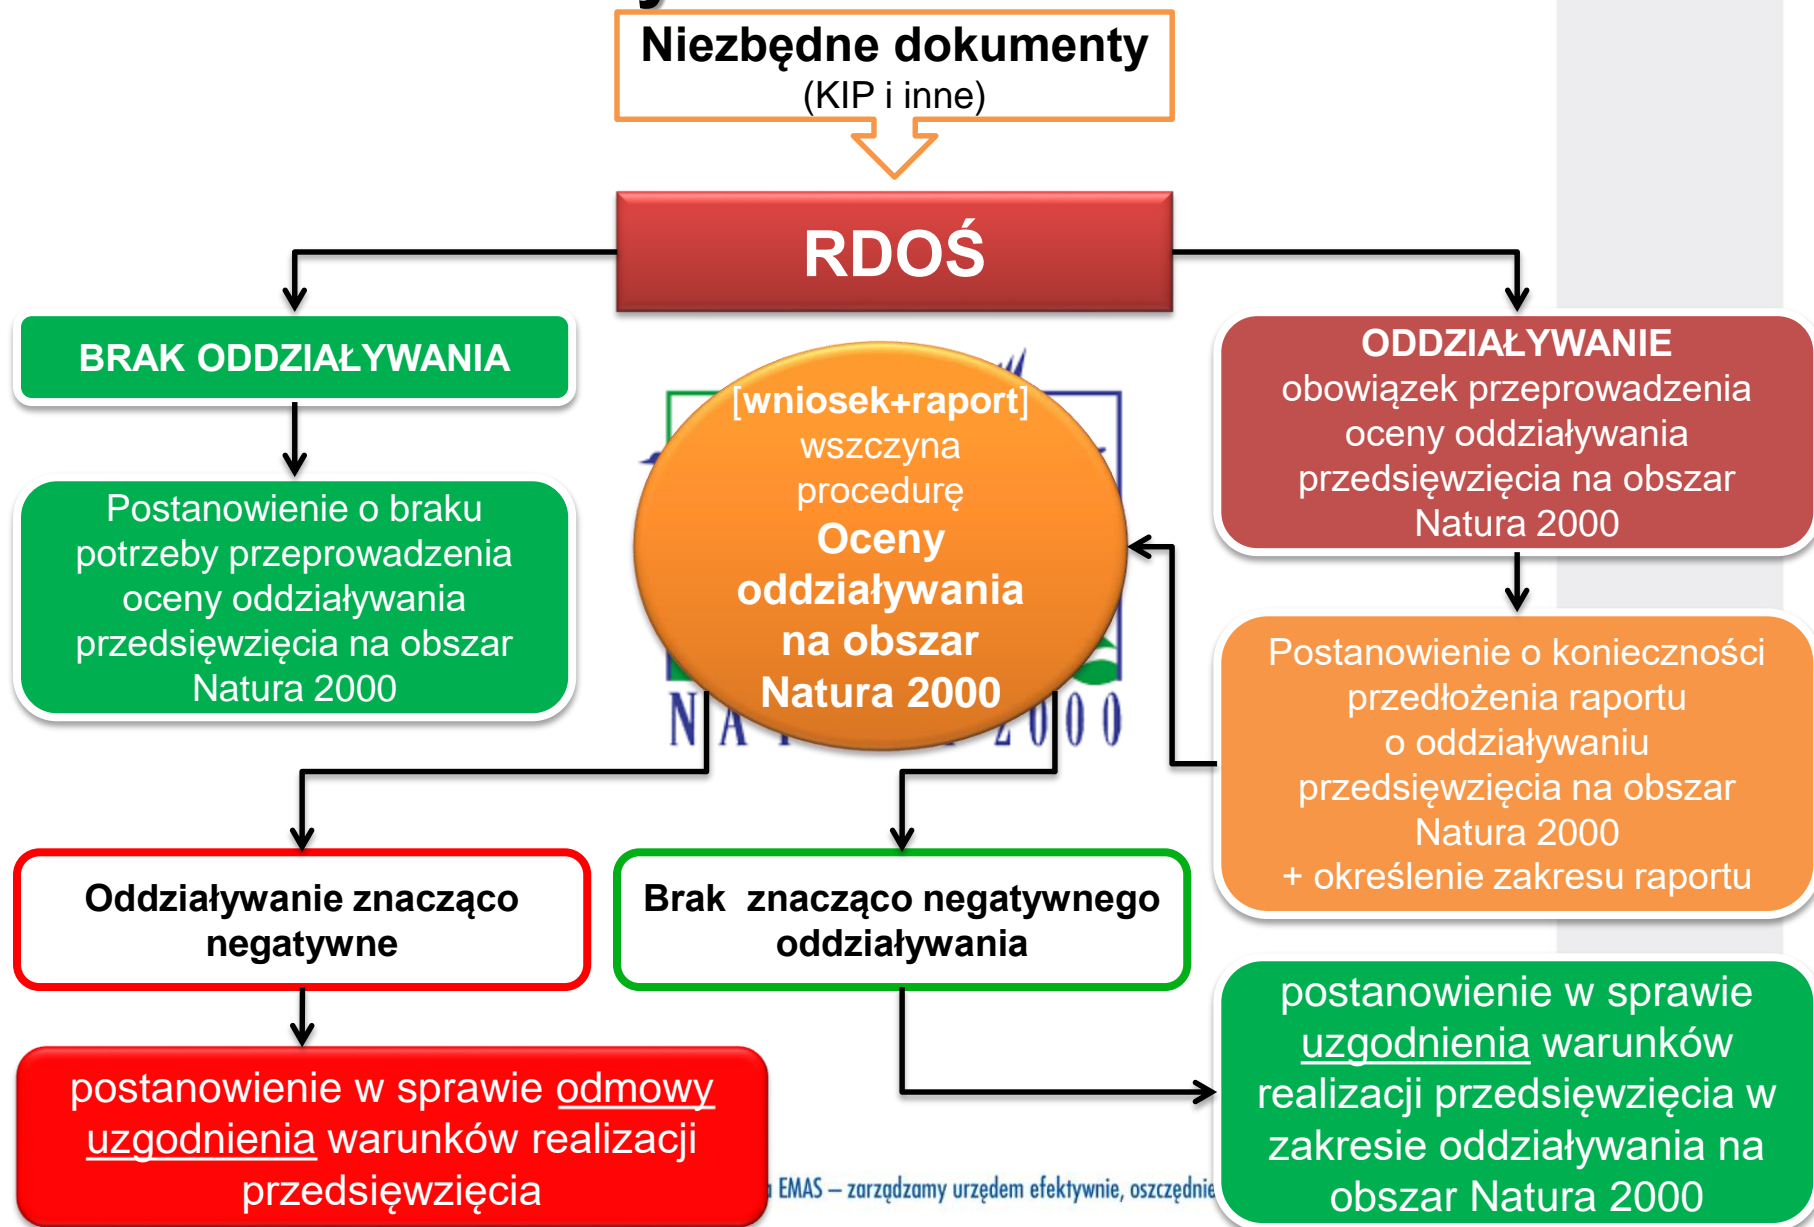 Niezbędne dokumenty
(KIP i inne)
RDOŚ
BRAK ODDZIAŁYWANIA
Postanowienie o braku
potrzeby przeprowadzenia
oceny oddziaływania
przedsięwzięcia na obszar
Natura 2000
[wniosek+raport]
wszczyna
procedurę
Oceny
oddziaływania
na obszar
Natura 2000
ODDZIAŁYWANIE
obowiązek przeprowadzenia
oceny oddziaływania
przedsięwzięcia na obszar
Natura 2000
Postanowienie o konieczności
przedłożenia raportu
o oddziaływaniu
przedsięwzięcia na obszar
Natura 2000
+ określenie zakresu raportu
Oddziaływanie znacząco
negatywne
Brak znacząco negatywnego
oddziaływania
postanowienie w sprawie odmowy
uzgodnienia warunków realizacji
przedsięwzięcia
postanowienie w sprawie
uzgodnienia warunków
realizacji przedsięwzięcia w
zakresie oddziaływania na
obszar Natura 2000
EMAS – zarządzamy urzędem efektywnie, oszczędnie